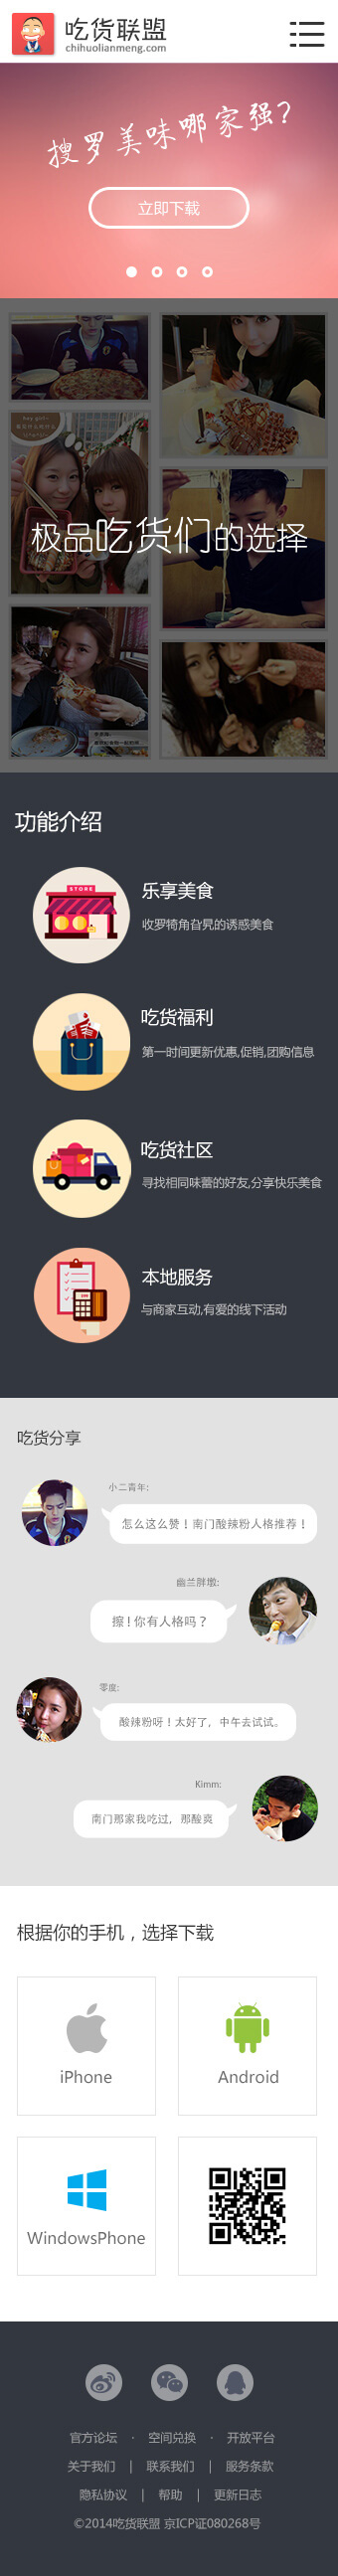 吃货联盟
chihuolianmeng.com
搜罗美味哪家强?
立即下载
hey girl~
极品吃货们的选择
功能介绍
STORE
乐享美食
收罗犄角旮旯的诱惑美食
吃货福利
第一时间更新优惠,促销,团购信息
吃货社区
寻找相同味蕾的好友,分享快乐美食
本地服务
与商家互动,有爱的线下活动
吃货分享
小二青年:
怎么这么赞！南门酸辣粉人格推荐！
幽兰胖墩:
擦！你有人格吗？
零度:
酸辣粉呀！太好了，中午去试试。
Kimm:
南门那家我吃过，那酸爽
根据你的手机，选择下载
iPhone
Android
WindowsPhone
官方论坛 · 空间兑换 · 开放平台
关于我们 | 联系我们 | 服务条款
隐私协议 | 帮助 | 更新日志
©2014吃货联盟 京ICP证080268号